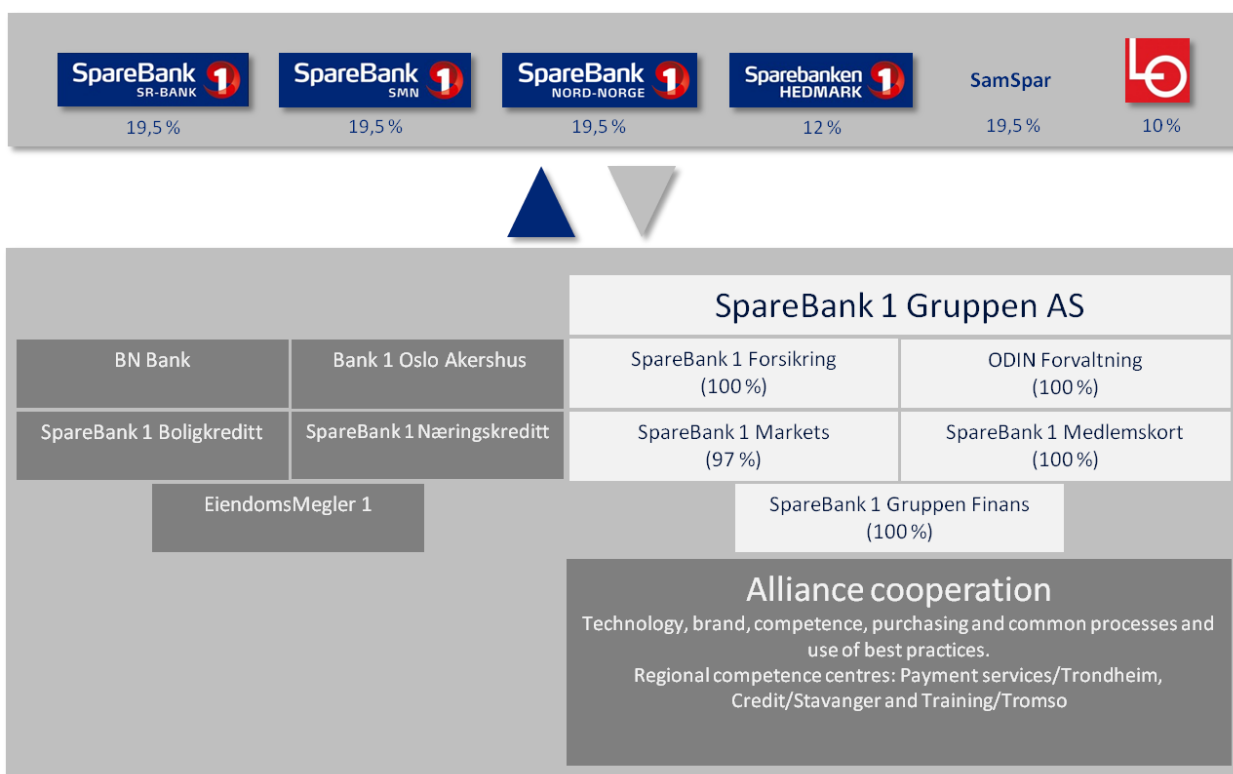 SpareBank 1
SR-BANK
19,5 %
SpareBank 1
SMN
19,5 %
SpareBank 1
NORD-NORGE
19,5 %
Sparebanken 1
HEDMARK
12 %
SamSpar
19,5 %
LO
10 %
SpareBank 1 Gruppen AS
BN Bank
Bank 1 Oslo Akershus
SpareBank 1 Forsikring
(100 %)
ODIN Forvaltning
(100 %)
SpareBank 1 Boligkreditt
SpareBank 1 Næringskreditt
SpareBank 1 Markets
(97 %)
SpareBank 1 Medlemskort
(100 %)
EiendomsMegler 1
SpareBank 1 Gruppen Finans
(100 %)
Alliance cooperation
Technology, brand, competence, purchasing and common processes and
use of best practices.
Regional competence centres: Payment services/Trondheim,
Credit/Stavanger and Training/Tromso